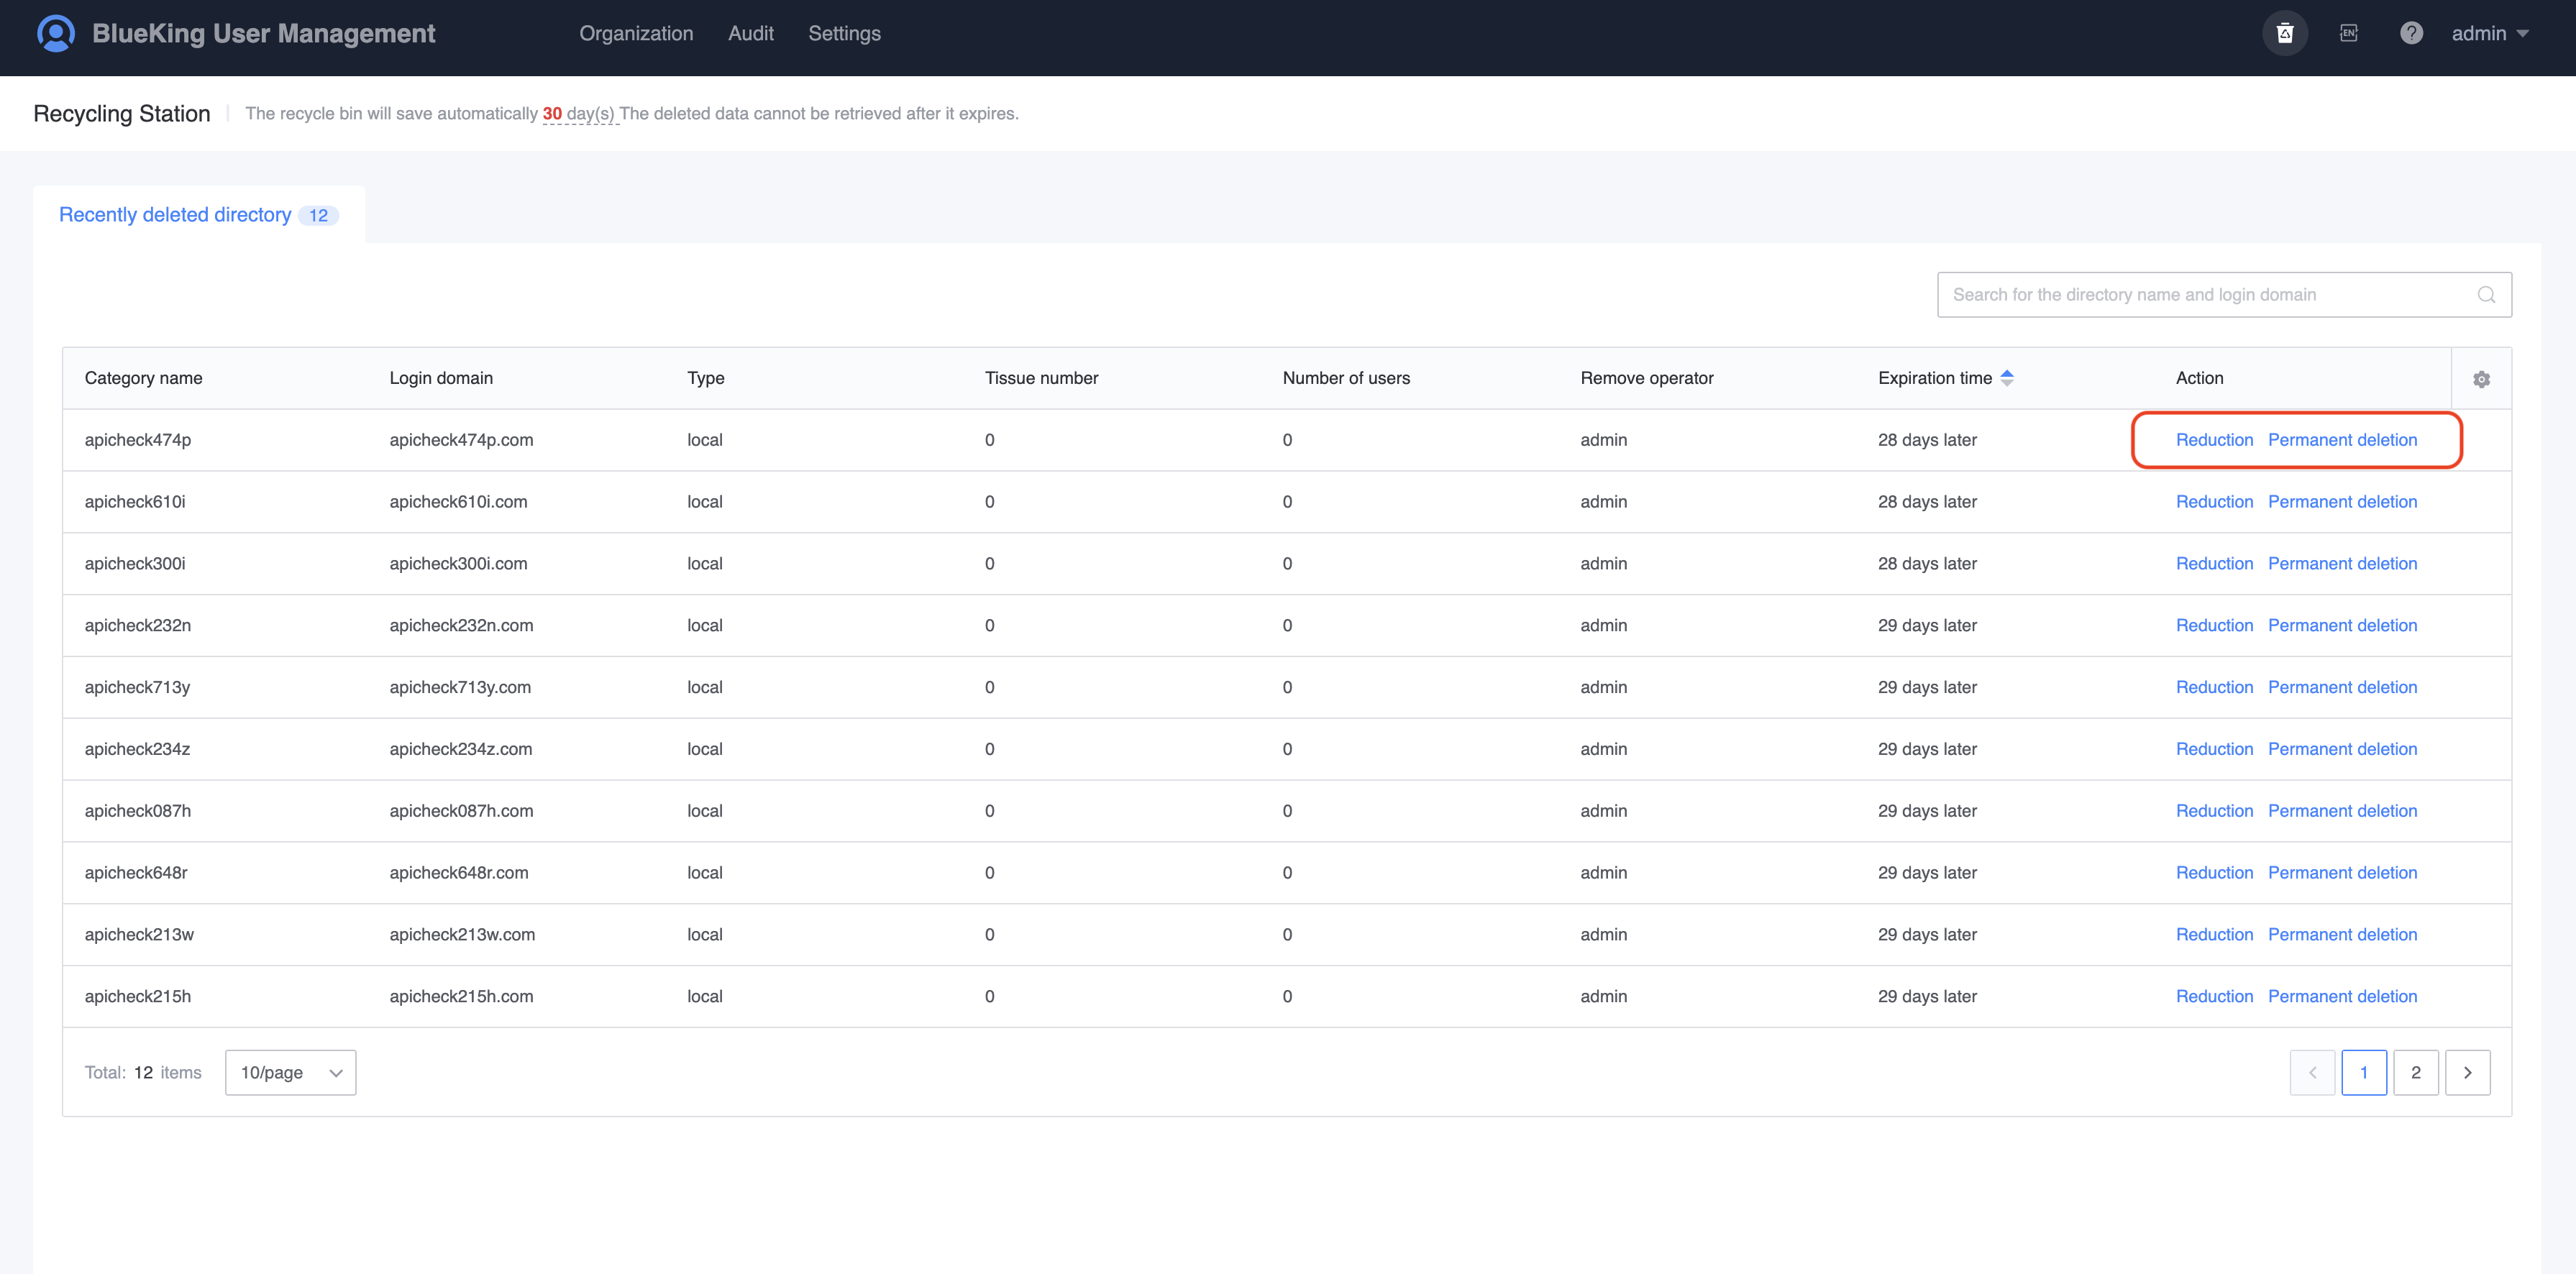 BlueKing User Management Organization Audit Settings EN ? admin
Recycling Station The recycle bin will save automatically 30 day(s) The deleted data cannot be retrieved after it expires.
Recently deleted directory 12
Search for the directory name and login domain
Category name Login domain Type Tissue number Number of users Remove operator Expiration time Action
apicheck474p apicheck474p.com local 0 0 admin 28 days later Reduction Permanent deletion
apicheck610i apicheck610i.com local 0 0 admin 28 days later Reduction Permanent deletion
apicheck300i apicheck300i.com local 0 0 admin 28 days later Reduction Permanent deletion
apicheck232n apicheck232n.com local 0 0 admin 29 days later Reduction Permanent deletion
apicheck713y apicheck713y.com local 0 0 admin 29 days later Reduction Permanent deletion
apicheck234z apicheck234z.com local 0 0 admin 29 days later Reduction Permanent deletion
apicheck087h apicheck087h.com local 0 0 admin 29 days later Reduction Permanent deletion
apicheck648r apicheck648r.com local 0 0 admin 29 days later Reduction Permanent deletion
apicheck213w apicheck213w.com local 0 0 admin 29 days later Reduction Permanent deletion
apicheck215h apicheck215h.com local 0 0 admin 29 days later Reduction Permanent deletion
Total: 12 items 10/page 1 2